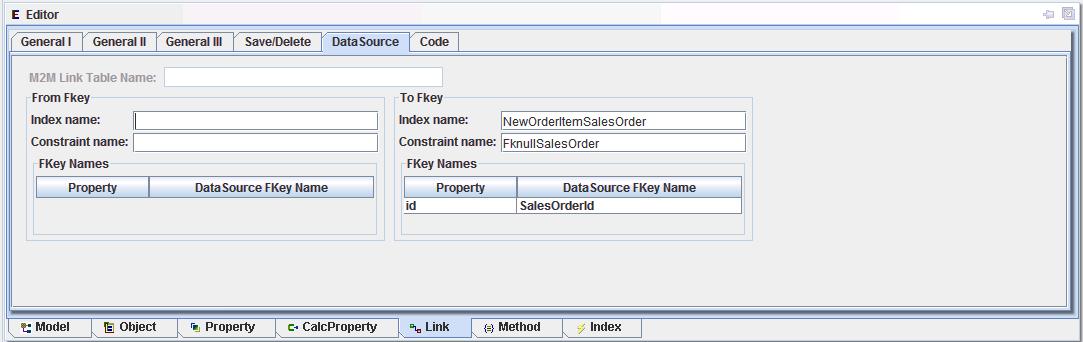 E Editor
General I General II General III Save/Delete DataSource Code
M2M Link Table Name:
From Fkey To Fkey
Index name: Index name: NewOrderItemSalesOrder
Constraint name: Constraint name: FknullSalesOrder
FKey Names FKey Names
Property DataSource FKey Name Property DataSource FKey Name
id SalesOrderId
Model Object Property CalcProperty Link Method Index